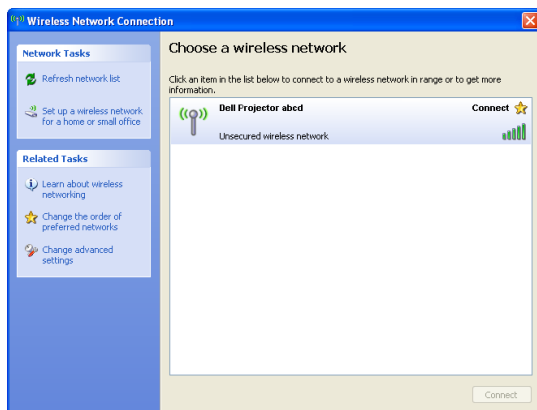 Wireless Network Connection
Network Tasks
Refresh network list
Set up a wireless network
for a home or small office
Related Tasks
Learn about wireless
networking
Change the order of
preferred networks
Change advanced
settings
Choose a wireless network
Click an item in the list below to connect to a wireless network in range or to get more
information.
Dell Projector abcd
Connect
Unsecured wireless network
Connect